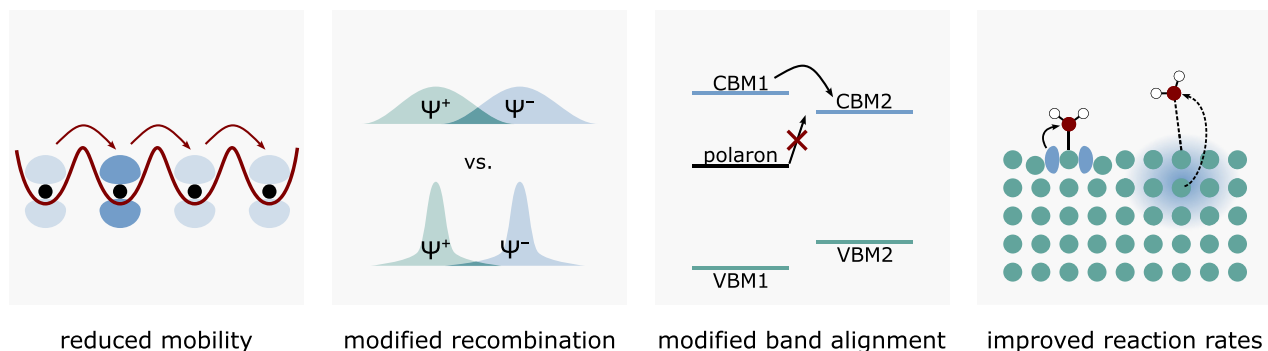 Ψ⁺ Ψ⁻
vs.
Ψ⁺ Ψ⁻
CBM1
CBM2
polaron
VBM2
VBM1
reduced mobility
modified recombination
modified band alignment
improved reaction rates